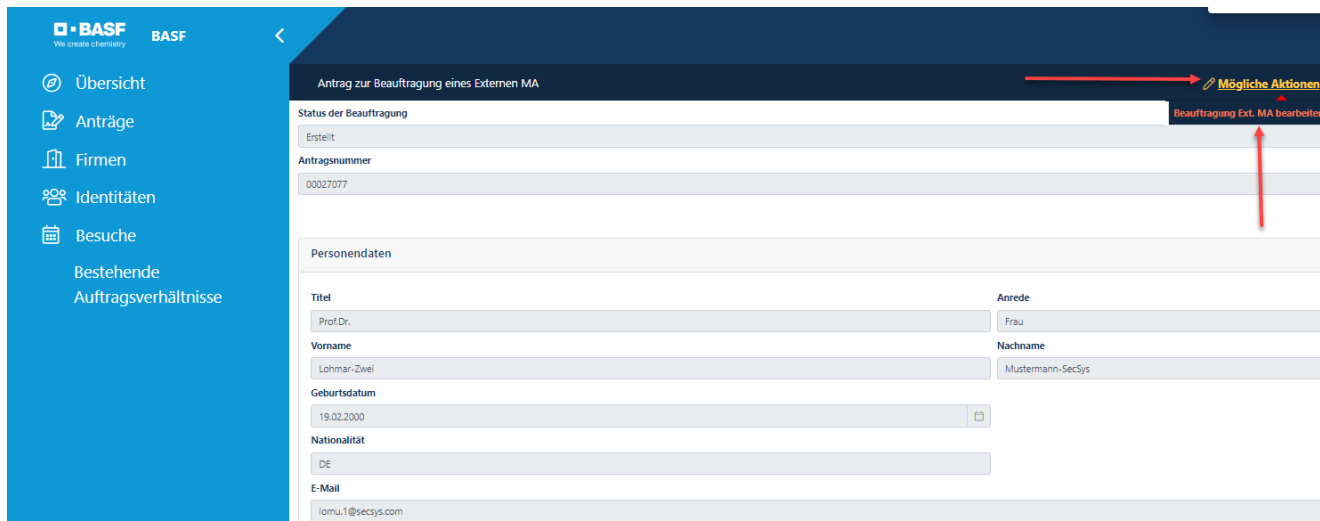 BASF
We create chemistry
BASF
Übersicht
Anträge
Firmen
Identitäten
Besuche
Bestehende
Auftragsverhältnisse
Antrag zur Beauftragung eines Externen MA
Mögliche Aktionen
Beauftragung Ext. MA bearbeiten
Status der Beauftragung
Erstellt
Antragsnummer
00027077
Personendaten
Titel
Anrede
Prof.Dr.
Frau
Vorname
Nachname
Lohmar-Zwei
Mustermann-SecSys
Geburtsdatum
19.02.2000
Nationalität
DE
E-Mail
lomu.1@secsys.com